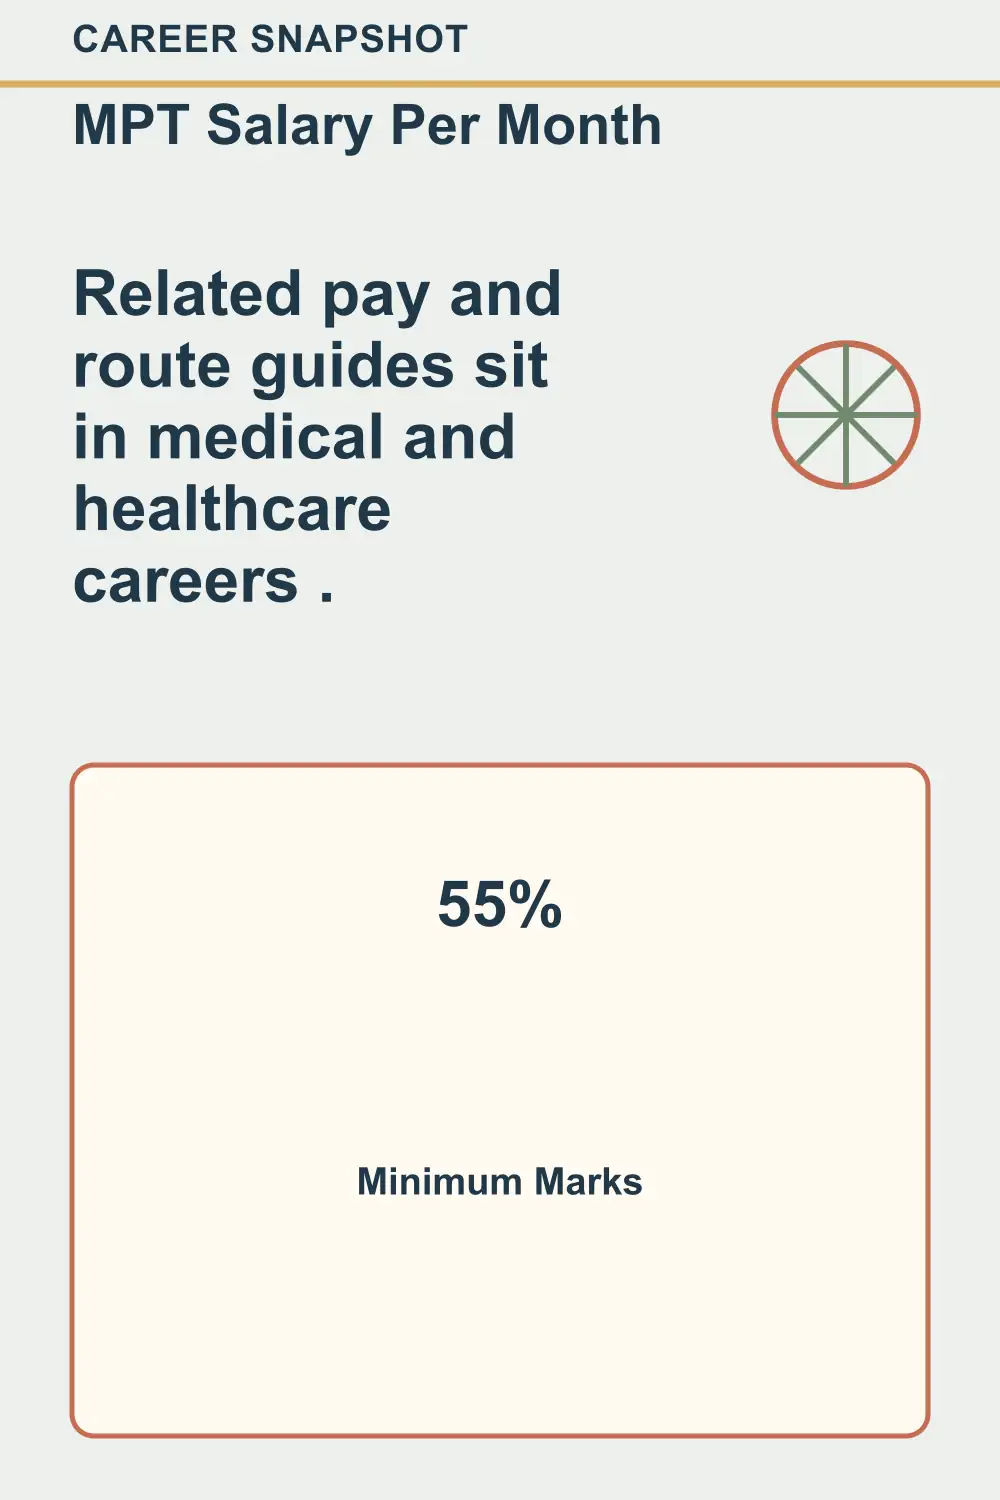 CAREER SNAPSHOT
MPT Salary Per Month
Related pay and
route guides sit
in medical and
healthcare
careers .
55%
Minimum Marks